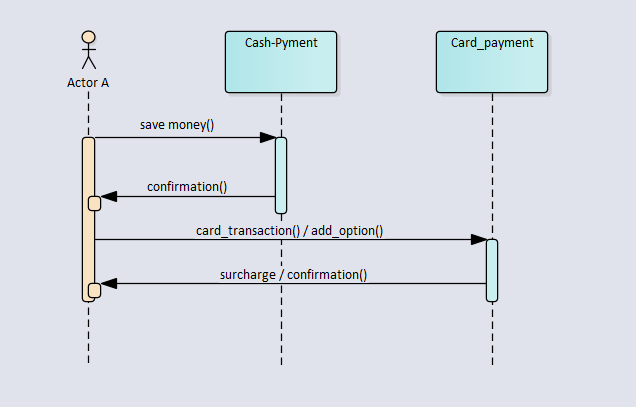 Cash-Pyment
Card_payment
Actor A
save money()
confirmation()
card_transaction() / add_option()
surcharge / confirmation()